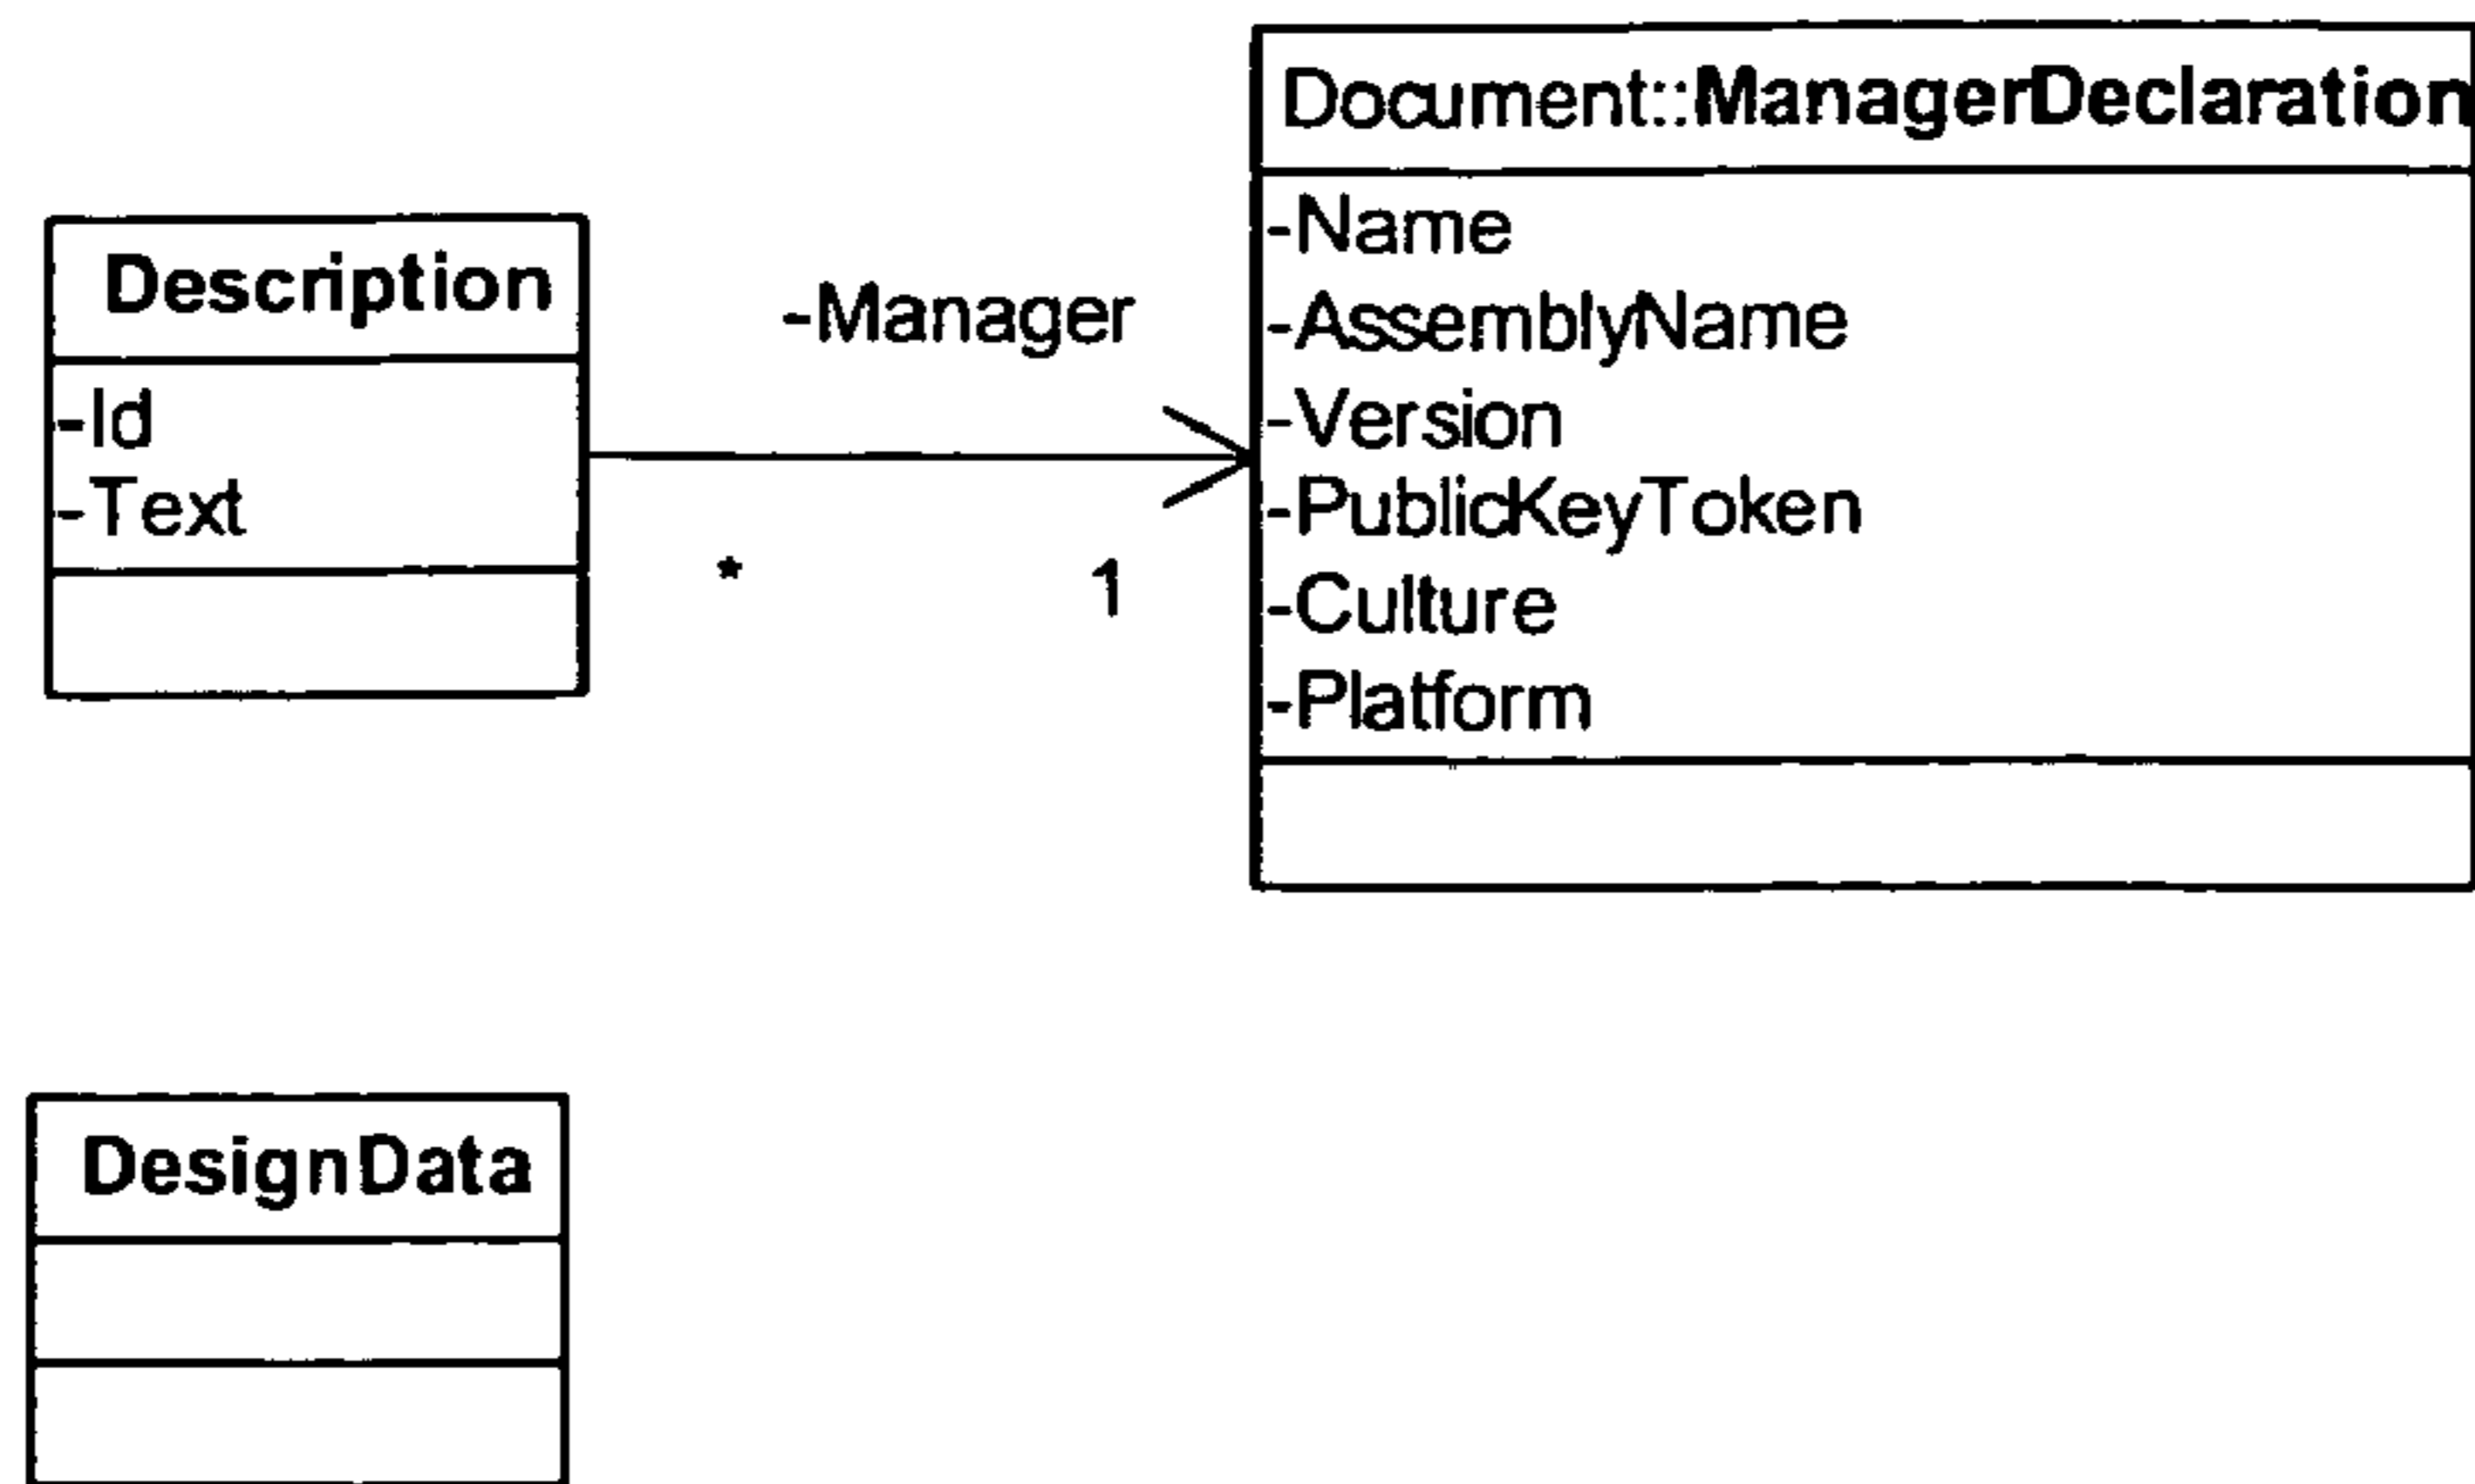 Document::ManagerDeclaration
-Name
-AssemblyName
-Version
-PublicKeyToken
-Culture
-Platform
Description
-Id
-Text
-Manager
*
1
DesignData